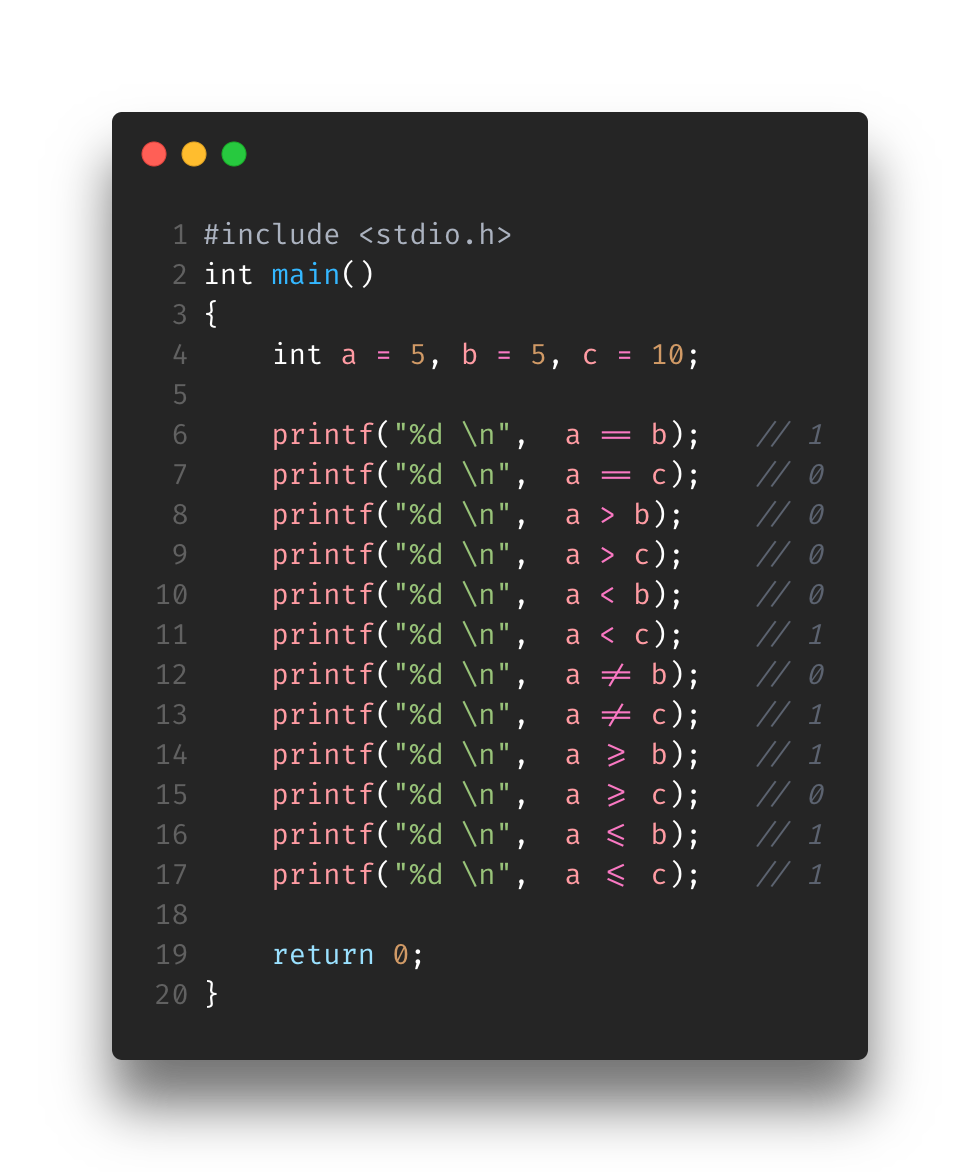 1 #include <stdio.h>
2 int main()
3 {
4     int a = 5, b = 5, c = 10;
5
6     printf("%d \n",  a == b);   // 1
7     printf("%d \n",  a == c);   // 0
8     printf("%d \n",  a > b);    // 0
9     printf("%d \n",  a > c);    // 0
10     printf("%d \n",  a < b);    // 0
11     printf("%d \n",  a < c);    // 1
12     printf("%d \n",  a != b);   // 0
13     printf("%d \n",  a != c);   // 1
14     printf("%d \n",  a >= b);   // 1
15     printf("%d \n",  a >= c);   // 0
16     printf("%d \n",  a <= b);   // 1
17     printf("%d \n",  a <= c);   // 1
18
19     return 0;
20 }